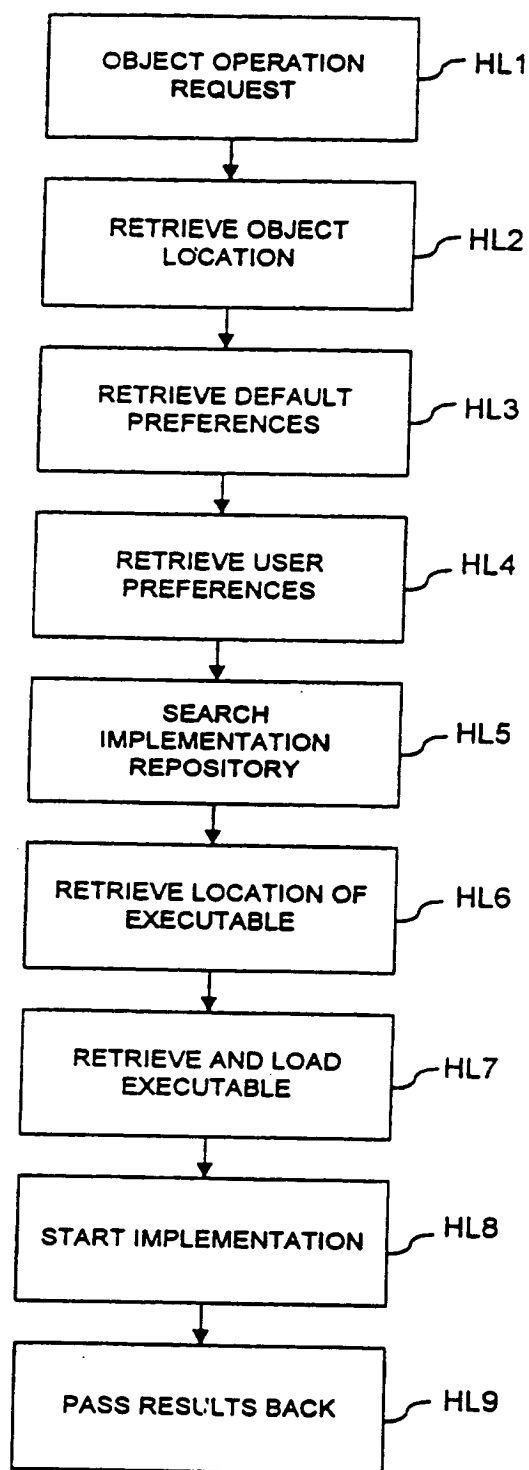 OBJECT OPERATION
REQUEST
HL1
RETRIEVE OBJECT
LOCATION
HL2
RETRIEVE DEFAULT
PREFERENCES
HL3
RETRIEVE USER
PREFERENCES
HL4
SEARCH
IMPLEMENTATION
REPOSITORY
HL5
RETRIEVE LOCATION OF
EXECUTABLE
HL6
RETRIEVE AND LOAD
EXECUTABLE
HL7
START IMPLEMENTATION
HL8
PASS RESULTS BACK
HL9